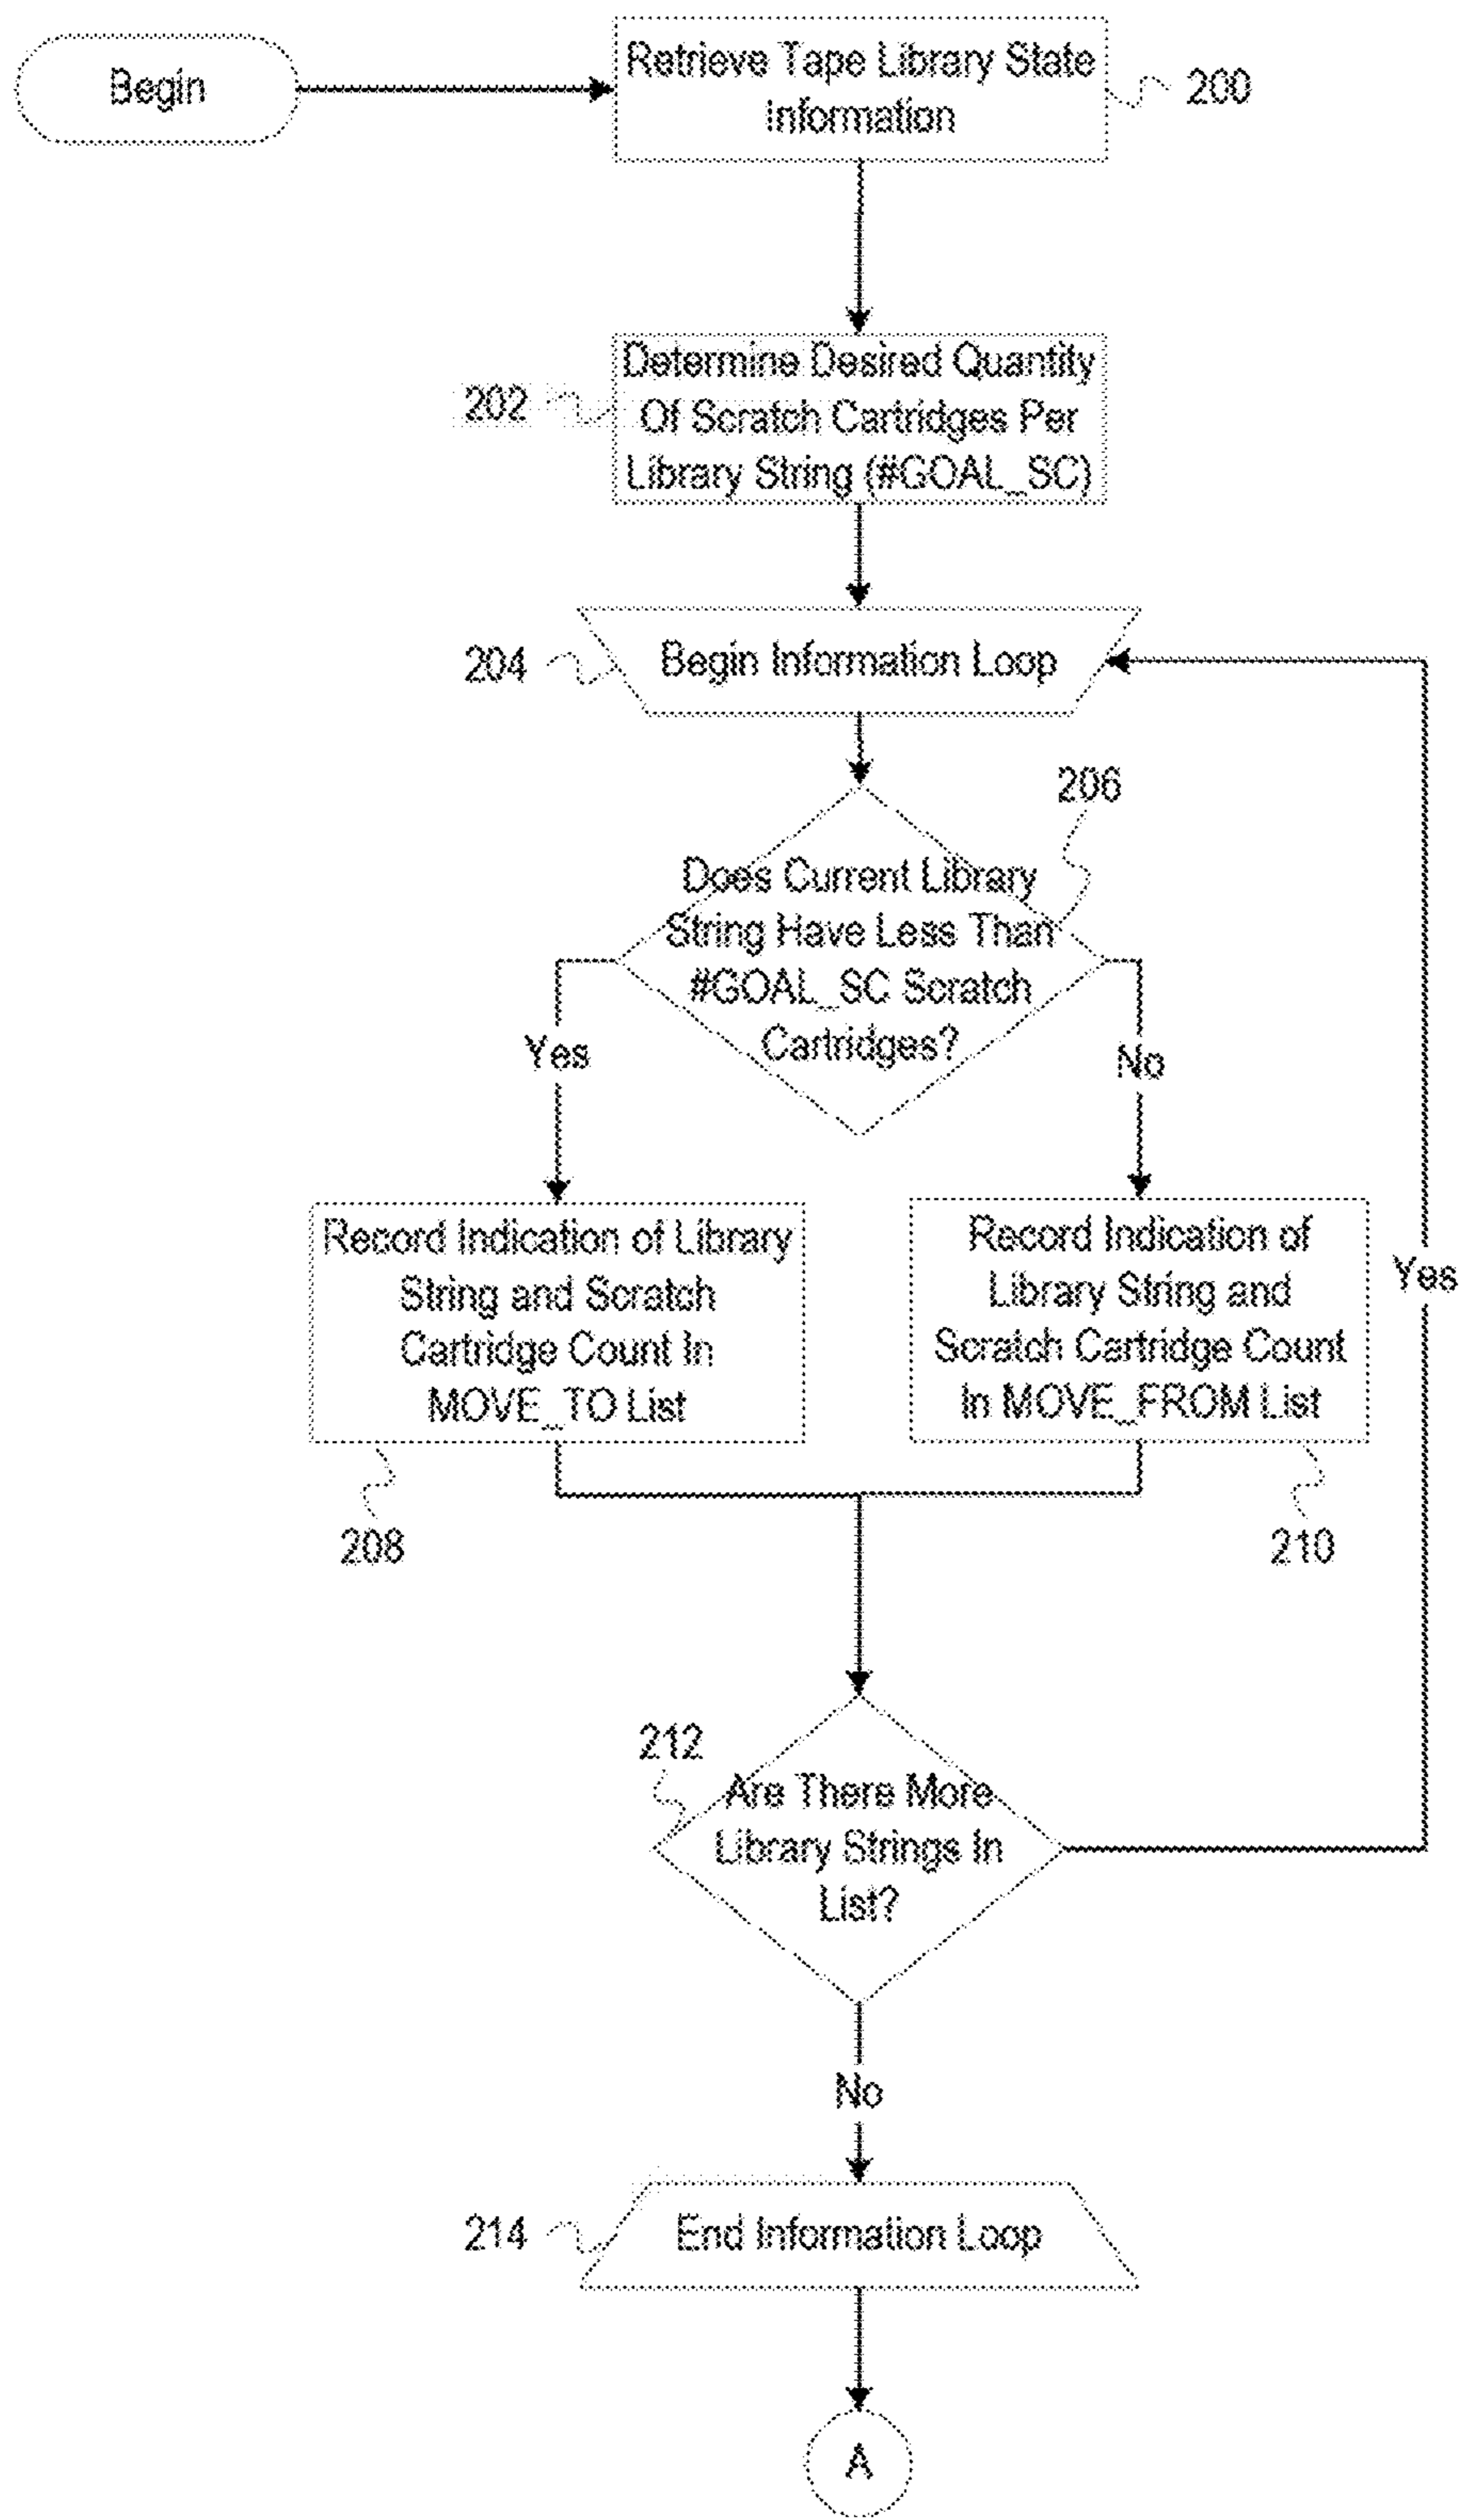 Begin
Retrieve Tape Library State
Information
200
Determine Desired Quantity
Of Scratch Cartridges Per
Library String (#GOAL_SC)
202
204
Begin Information Loop
206
Does Current Library
String Have Less Than
#GOAL_SC Scratch
Cartridges?
Yes
No
Record Indication of Library
String and Scratch
Cartridge Count In
MOVE_TO List
Record Indication of
Library String and
Scratch Cartridge Count
In MOVE_FROM List
Yes
208
210
212
Are There More
Library Strings In
List?
No
214
End Information Loop
A